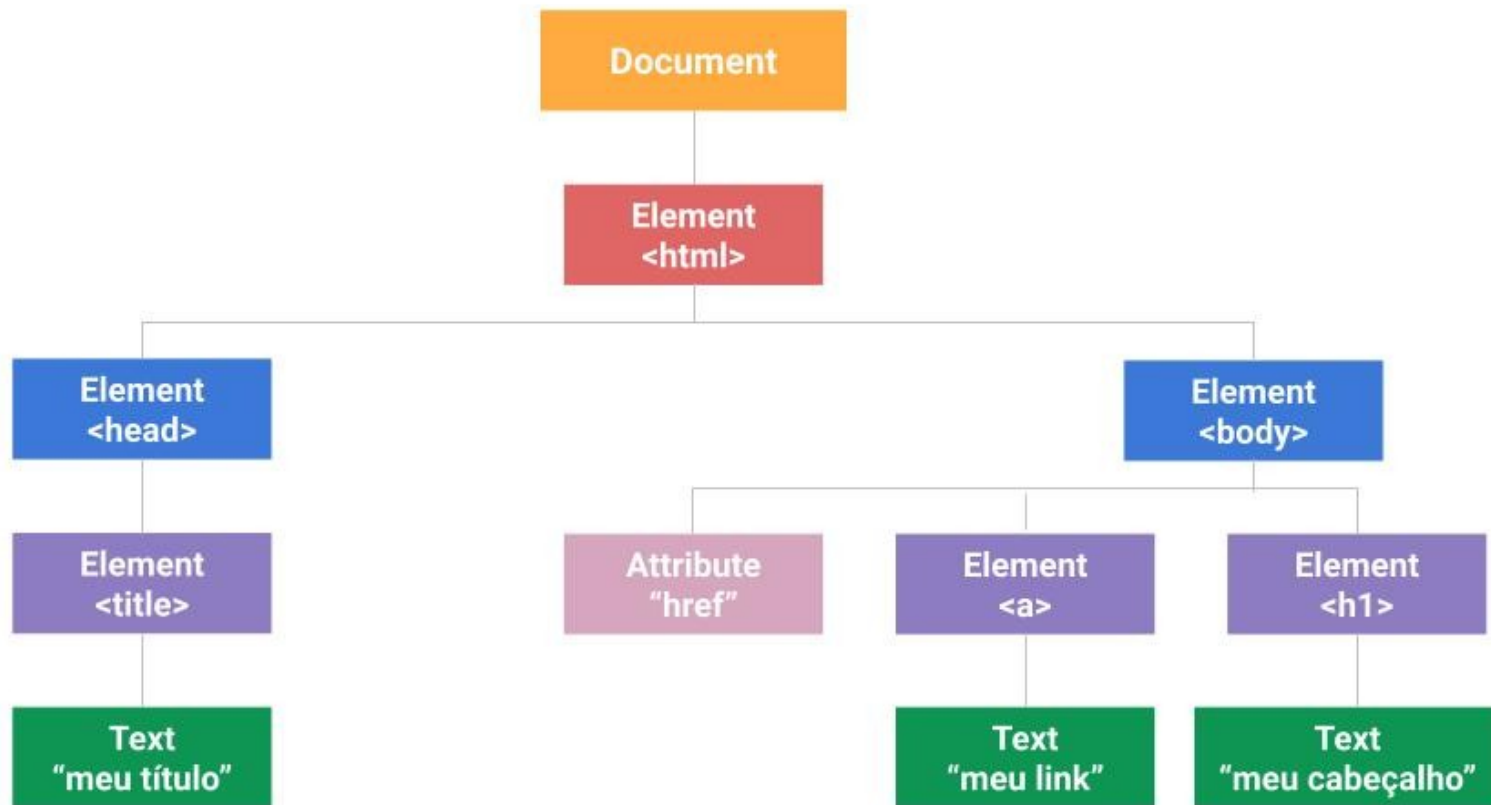 Document
Element
<html>
Element
<head>
Element
<body>
Element
<title>
Attribute
“href”
Element
<a>
Element
<h1>
Text
“meu título”
Text
“meu link”
Text
“meu cabeçalho”